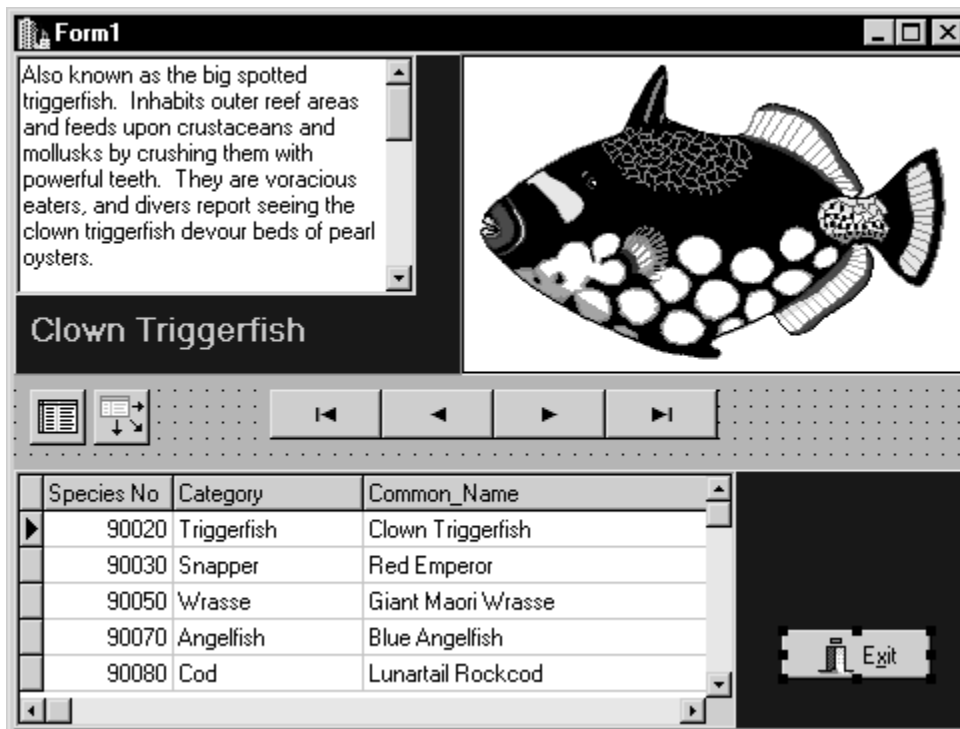 Form1
Also known as the big spotted
triggerfish.  Inhabits outer reef areas
and feeds upon crustaceans and
mollusks by crushing them with
powerful teeth.  They are voracious
eaters, and divers report seeing the
clown triggerfish devour beds of pearl
oysters.
Clown Triggerfish
Species No Category Common_Name
90020 Triggerfish Clown Triggerfish
90030 Snapper Red Emperor
90050 Wrasse Giant Maori Wrasse
90070 Angelfish Blue Angelfish
90080 Cod Lunartail Rockcod
Exit